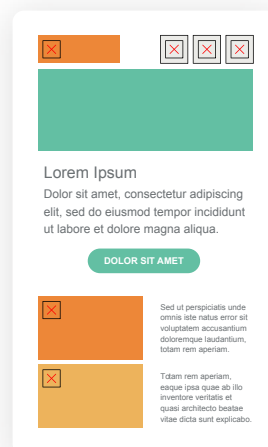 Lorem Ipsum
Dolor sit amet, consectetur adipiscing
elit, sed do eiusmod tempor incididunt
ut labore et dolore magna aliqua.
DOLOR SIT AMET
Sed ut perspiciatis unde
omnis iste natus error sit
voluptatem accusantium
doloremque laudantium,
totam rem aperiam.
Totam rem aperiam,
eaque ipsa quae ab illo
inventore veritatis et
quasi architecto beatae
vitae dicta sunt explicabo.